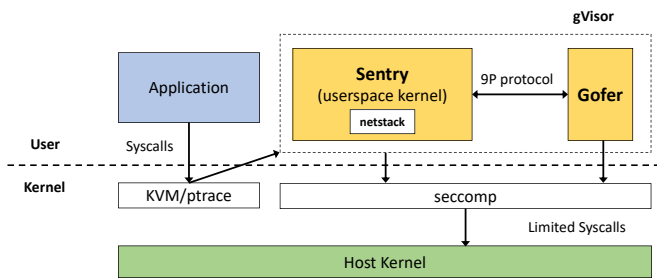 gVisor
Application
Sentry
(userspace kernel)
netstack
9P protocol
Gofer
User
Syscalls
Kernel
KVM/ptrace
seccomp
Limited Syscalls
Host Kernel